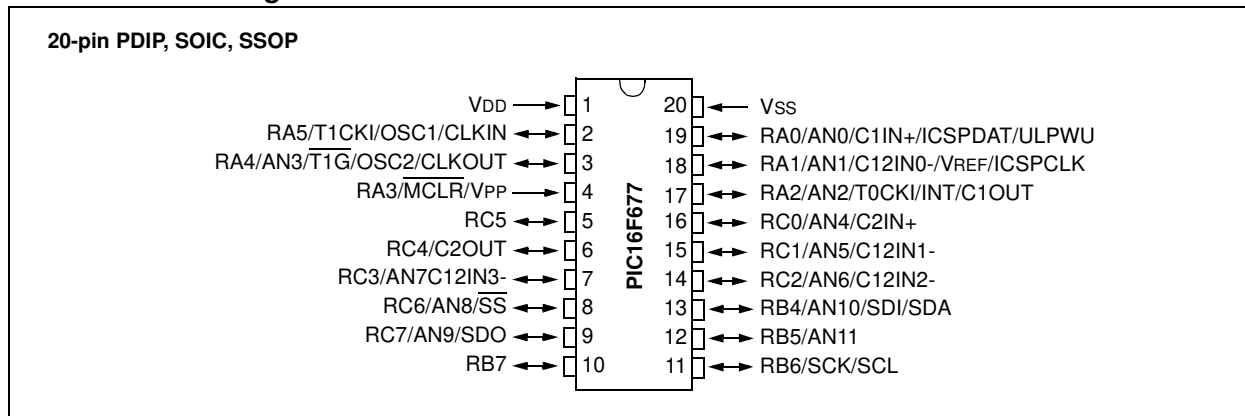 20-pin PDIP, SOIC, SSOP
VDD 1 20 VSS
RA5/T1CKI/OSC1/CLKIN 2 19 RA0/AN0/C1IN+/ICSPDAT/ULPWU
RA4/AN3/T1G/OSC2/CLKOUT 3 18 RA1/AN1/C12IN0-/VREF/ICSPCLK
RA3/MCLR/VPP 4 17 RA2/AN2/T0CKI/INT/C1OUT
RC5 5 16 RC0/AN4/C2IN+
RC4/C2OUT 6 15 RC1/AN5/C12IN1-
RC3/AN7C12IN3- 7 14 RC2/AN6/C12IN2-
RC6/AN8/SS 8 13 RB4/AN10/SDI/SDA
RC7/AN9/SDO 9 12 RB5/AN11
RB7 10 11 RB6/SCK/SCL
PIC16F677